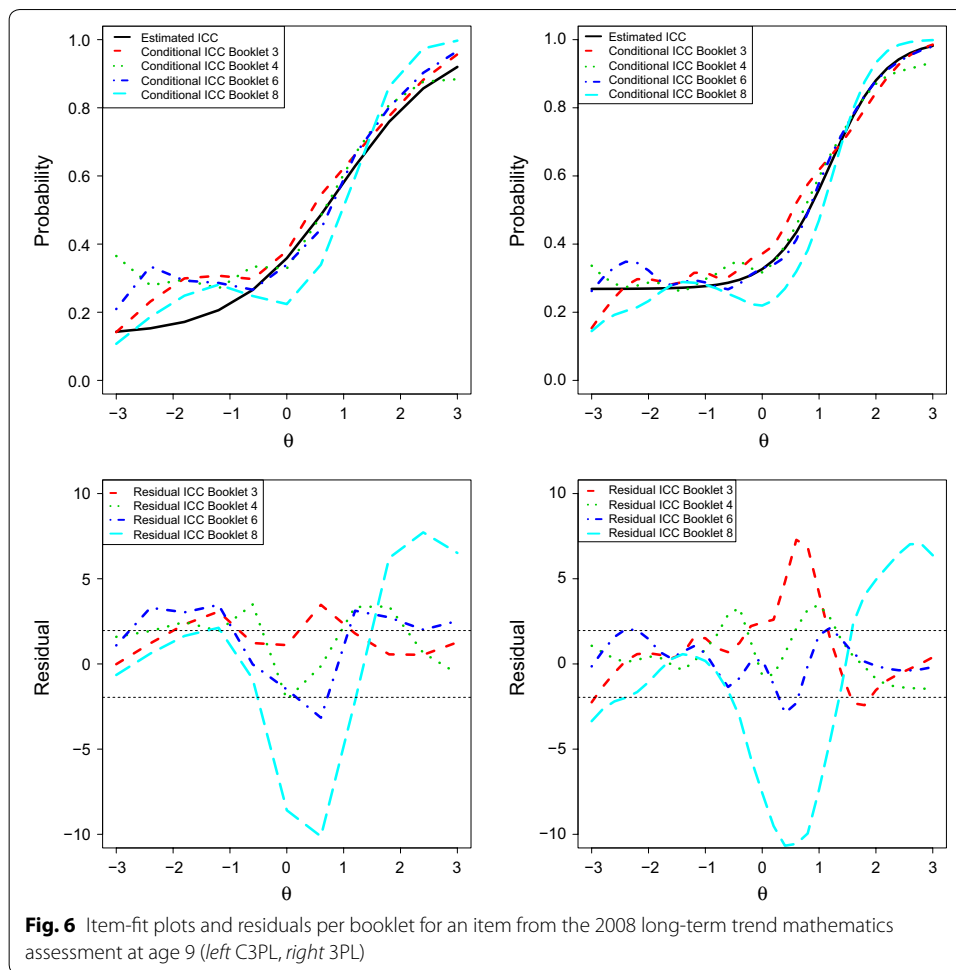 Estimated ICC
Conditional ICC Booklet 3
Conditional ICC Booklet 4
Conditional ICC Booklet 6
Conditional ICC Booklet 8
Probability
1.0
0.8
0.6
0.4
0.2
0.0
−3 −2 −1 0 1 2 3
θ
Estimated ICC
Conditional ICC Booklet 3
Conditional ICC Booklet 4
Conditional ICC Booklet 6
Conditional ICC Booklet 8
Probability
1.0
0.8
0.6
0.4
0.2
0.0
−3 −2 −1 0 1 2 3
θ
Residual ICC Booklet 3
Residual ICC Booklet 4
Residual ICC Booklet 6
Residual ICC Booklet 8
Residual
10
5
0
−5
−10
−3 −2 −1 0 1 2 3
θ
Residual ICC Booklet 3
Residual ICC Booklet 4
Residual ICC Booklet 6
Residual ICC Booklet 8
Residual
10
5
0
−5
−10
−3 −2 −1 0 1 2 3
θ
Fig. 6 Item-fit plots and residuals per booklet for an item from the 2008 long-term trend mathematics
assessment at age 9 (left C3PL, right 3PL)